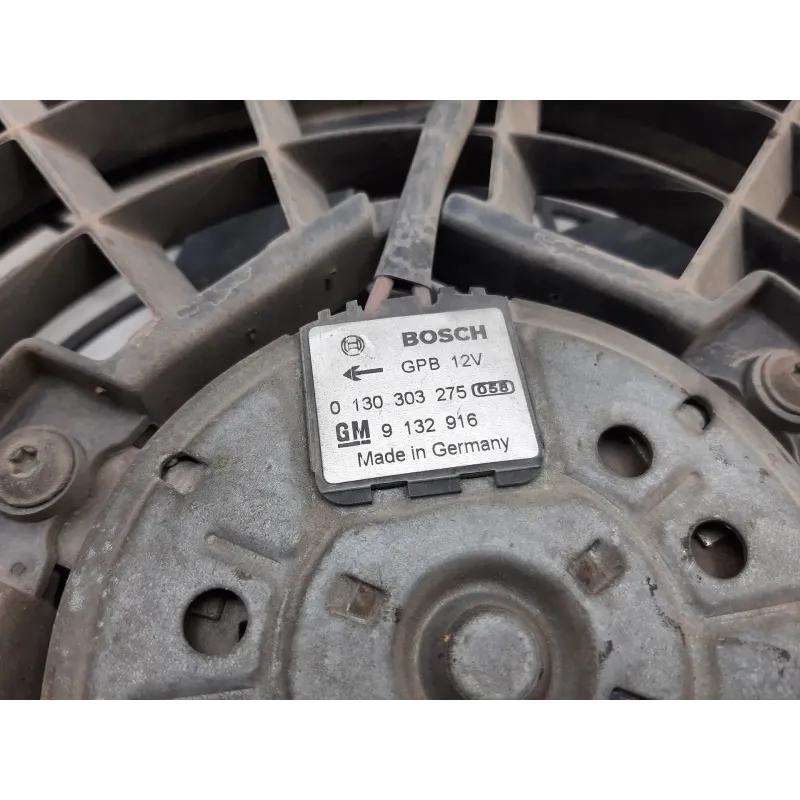 BOSCH
GPB 12V
0 130 303 275 058
GM 9 132 916
Made in Germany